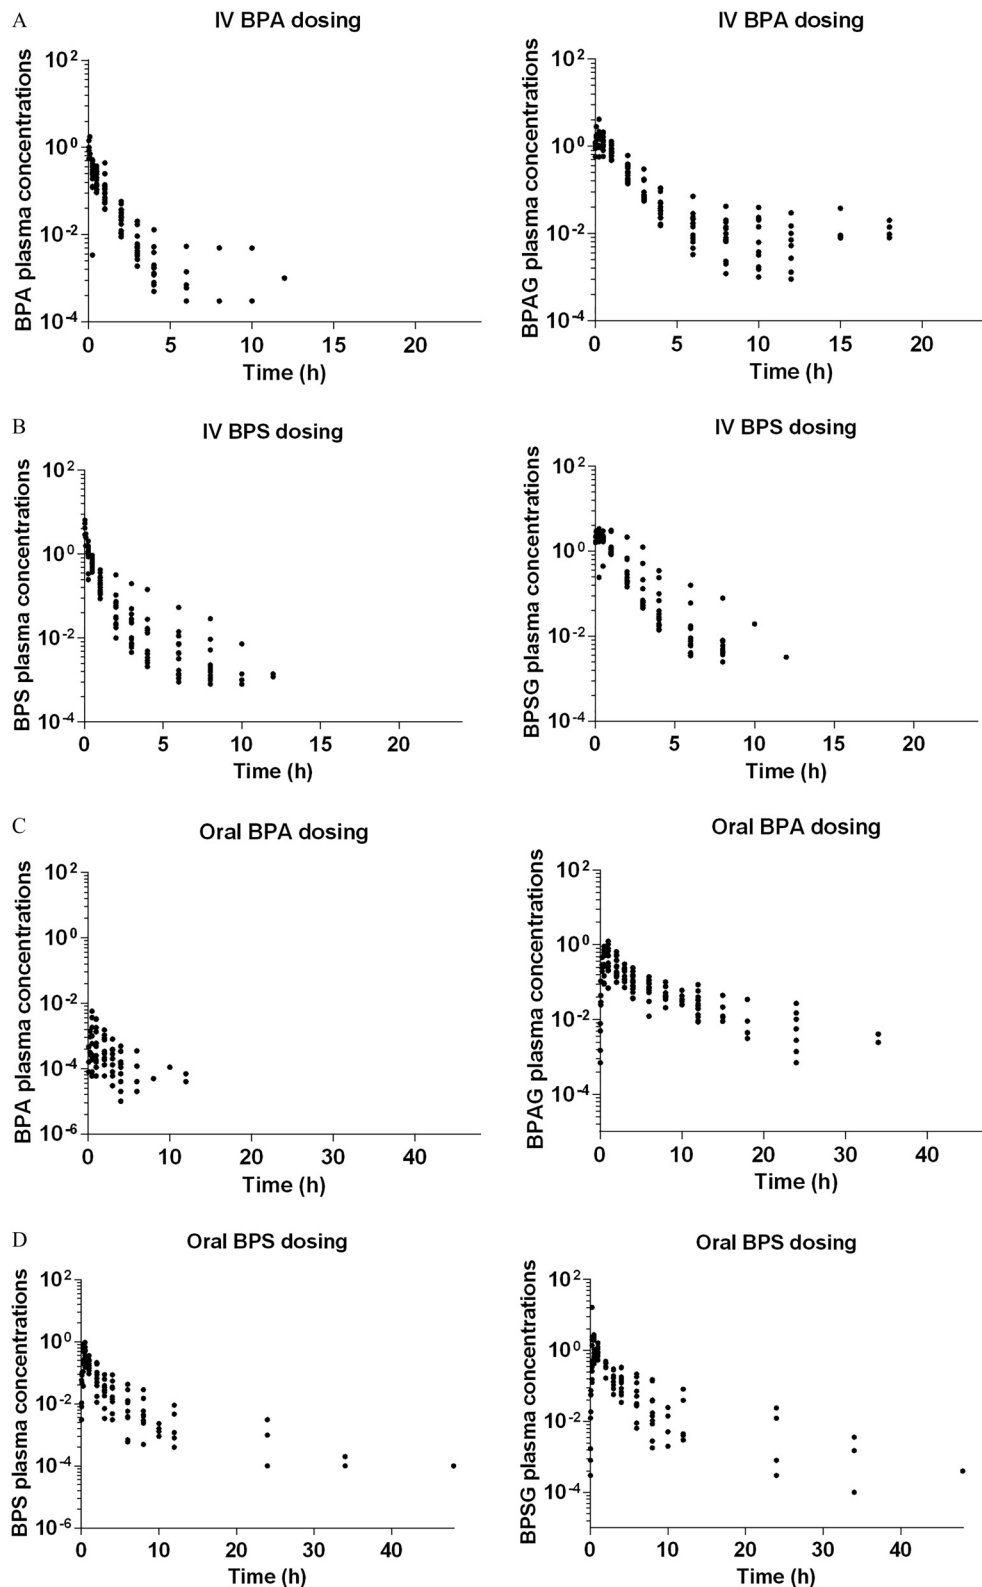 A
IV BPA dosing
BPA plasma concentrations
10^2
10^0
10^-2
10^-4
0 5 10 15 20
Time (h)
IV BPA dosing
BPAG plasma concentrations
10^2
10^0
10^-2
10^-4
0 5 10 15 20
Time (h)
B
IV BPS dosing
BPS plasma concentrations
10^2
10^0
10^-2
10^-4
0 5 10 15 20
Time (h)
IV BPS dosing
BPSG plasma concentrations
10^2
10^0
10^-2
10^-4
0 5 10 15 20
Time (h)
C
Oral BPA dosing
BPA plasma concentrations
10^2
10^0
10^-2
10^-4
10^-6
0 10 20 30 40
Time (h)
Oral BPA dosing
BPAG plasma concentrations
10^2
10^0
10^-2
10^-4
0 10 20 30 40
Time (h)
D
Oral BPS dosing
BPS plasma concentrations
10^2
10^0
10^-2
10^-4
10^-6
0 10 20 30 40
Time (h)
Oral BPS dosing
BPSG plasma concentrations
10^2
10^0
10^-2
10^-4
0 10 20 30 40
Time (h)